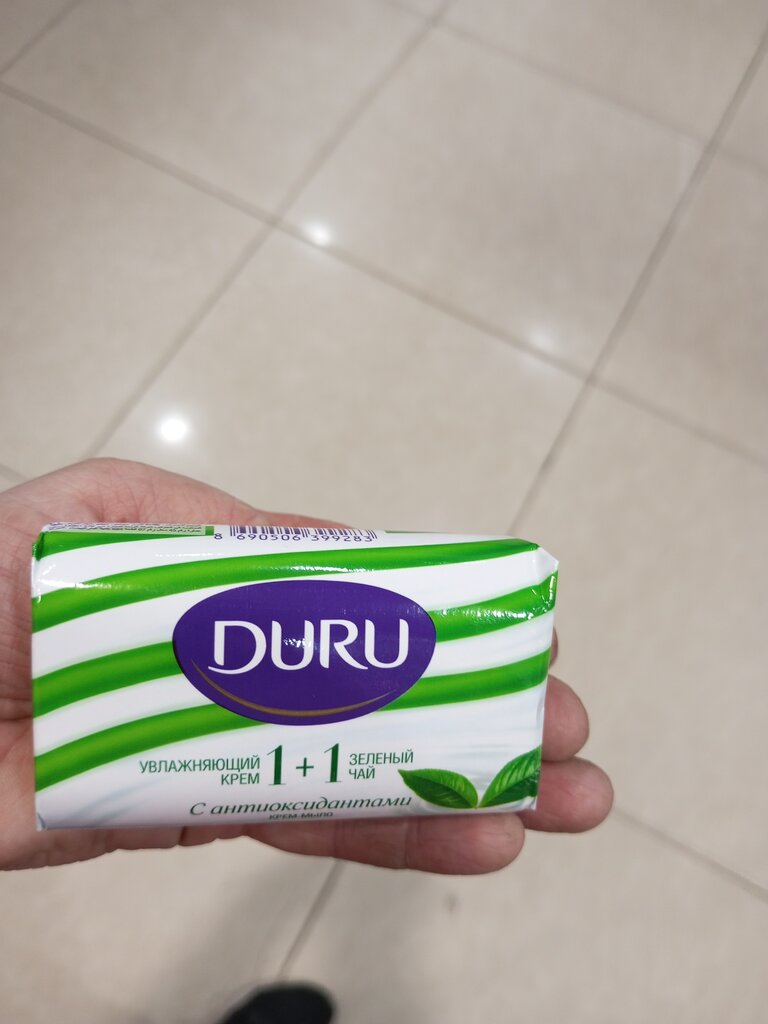 8 690506 399283
DURU
УВЛАЖНЯЮЩИЙ
КРЕМ
1+1
ЗЕЛЕНЫЙ
ЧАЙ
С антиоксидантами
КРЕМ-МЫЛО